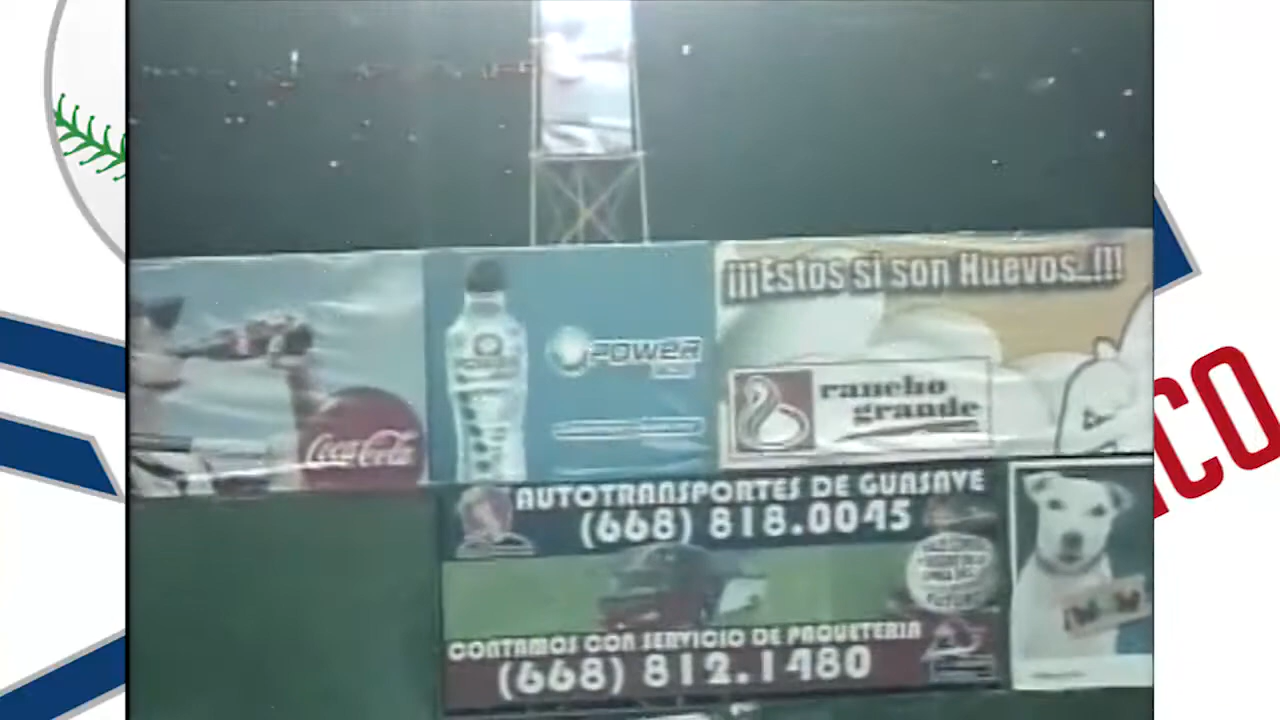 ¡¡¡Estos si son Huevos...!!!
Coca-Cola
POWER
rancho
grande
AUTOTRANSPORTES DE GUASAVE
(668) 818.0045
CONTAMOS CON SERVICIO DE PAQUETERIA
(668) 812.1480
ICO